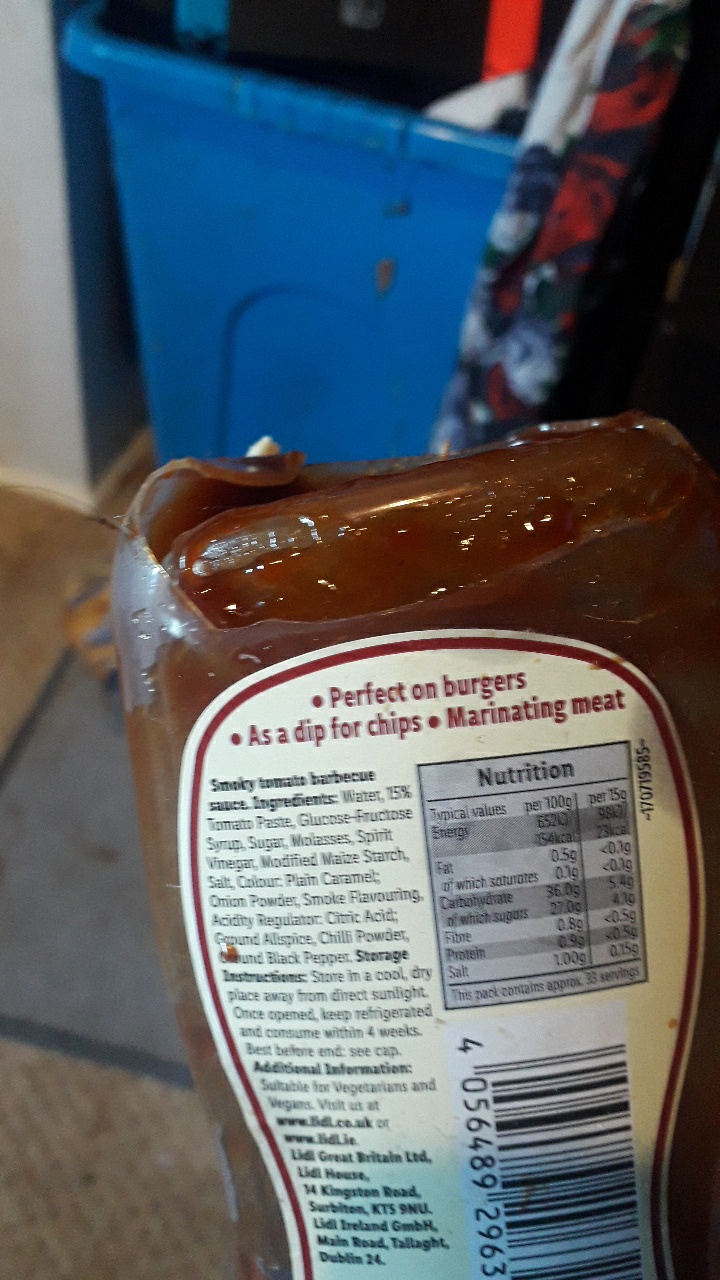 • Perfect on burgers
• As a dip for chips • Marinating meat
Smoky tomato barbecue
sauce. Ingredients: Water, 15%
Tomato Paste, Glucose-Fructose
Syrup, Sugar, Molasses, Spirit
Vinegar, Modified Maize Starch,
Salt, Colour: Plain Caramel;
Onion Powder, Smoke Flavouring,
Acidity Regulator: Citric Acid;
Ground Allspice, Chilli Powder,
Ground Black Pepper. Storage
Instructions: Store in a cool, dry
place away from direct sunlight.
Once opened, keep refrigerated
and consume within 4 weeks.
Best before end: see cap.
Additional Information:
Suitable for Vegetarians and
Vegans. Visit us at
www.lidl.co.uk or
www.lidl.ie
Lidl Great Britain Ltd,
Lidl House,
14 Kingston Road,
Surbiton, KT5 9NU.
Lidl Ireland GmbH,
Main Road, Tallaght,
Dublin 24.
Nutrition
Typical values per 100g per 15g
Energy 652kJ 98kJ
154kcal 23kcal
Fat 0.5g <0.1g
of which saturates 0.1g <0.1g
Carbohydrate 36.0g 5.4g
of which sugars 27.0g 4.1g
Fibre 0.8g <0.5g
Protein 0.9g <0.5g
Salt 1.00g 0.15g
This pack contains approx. 33 servings
-170719585-
4 056489 2963